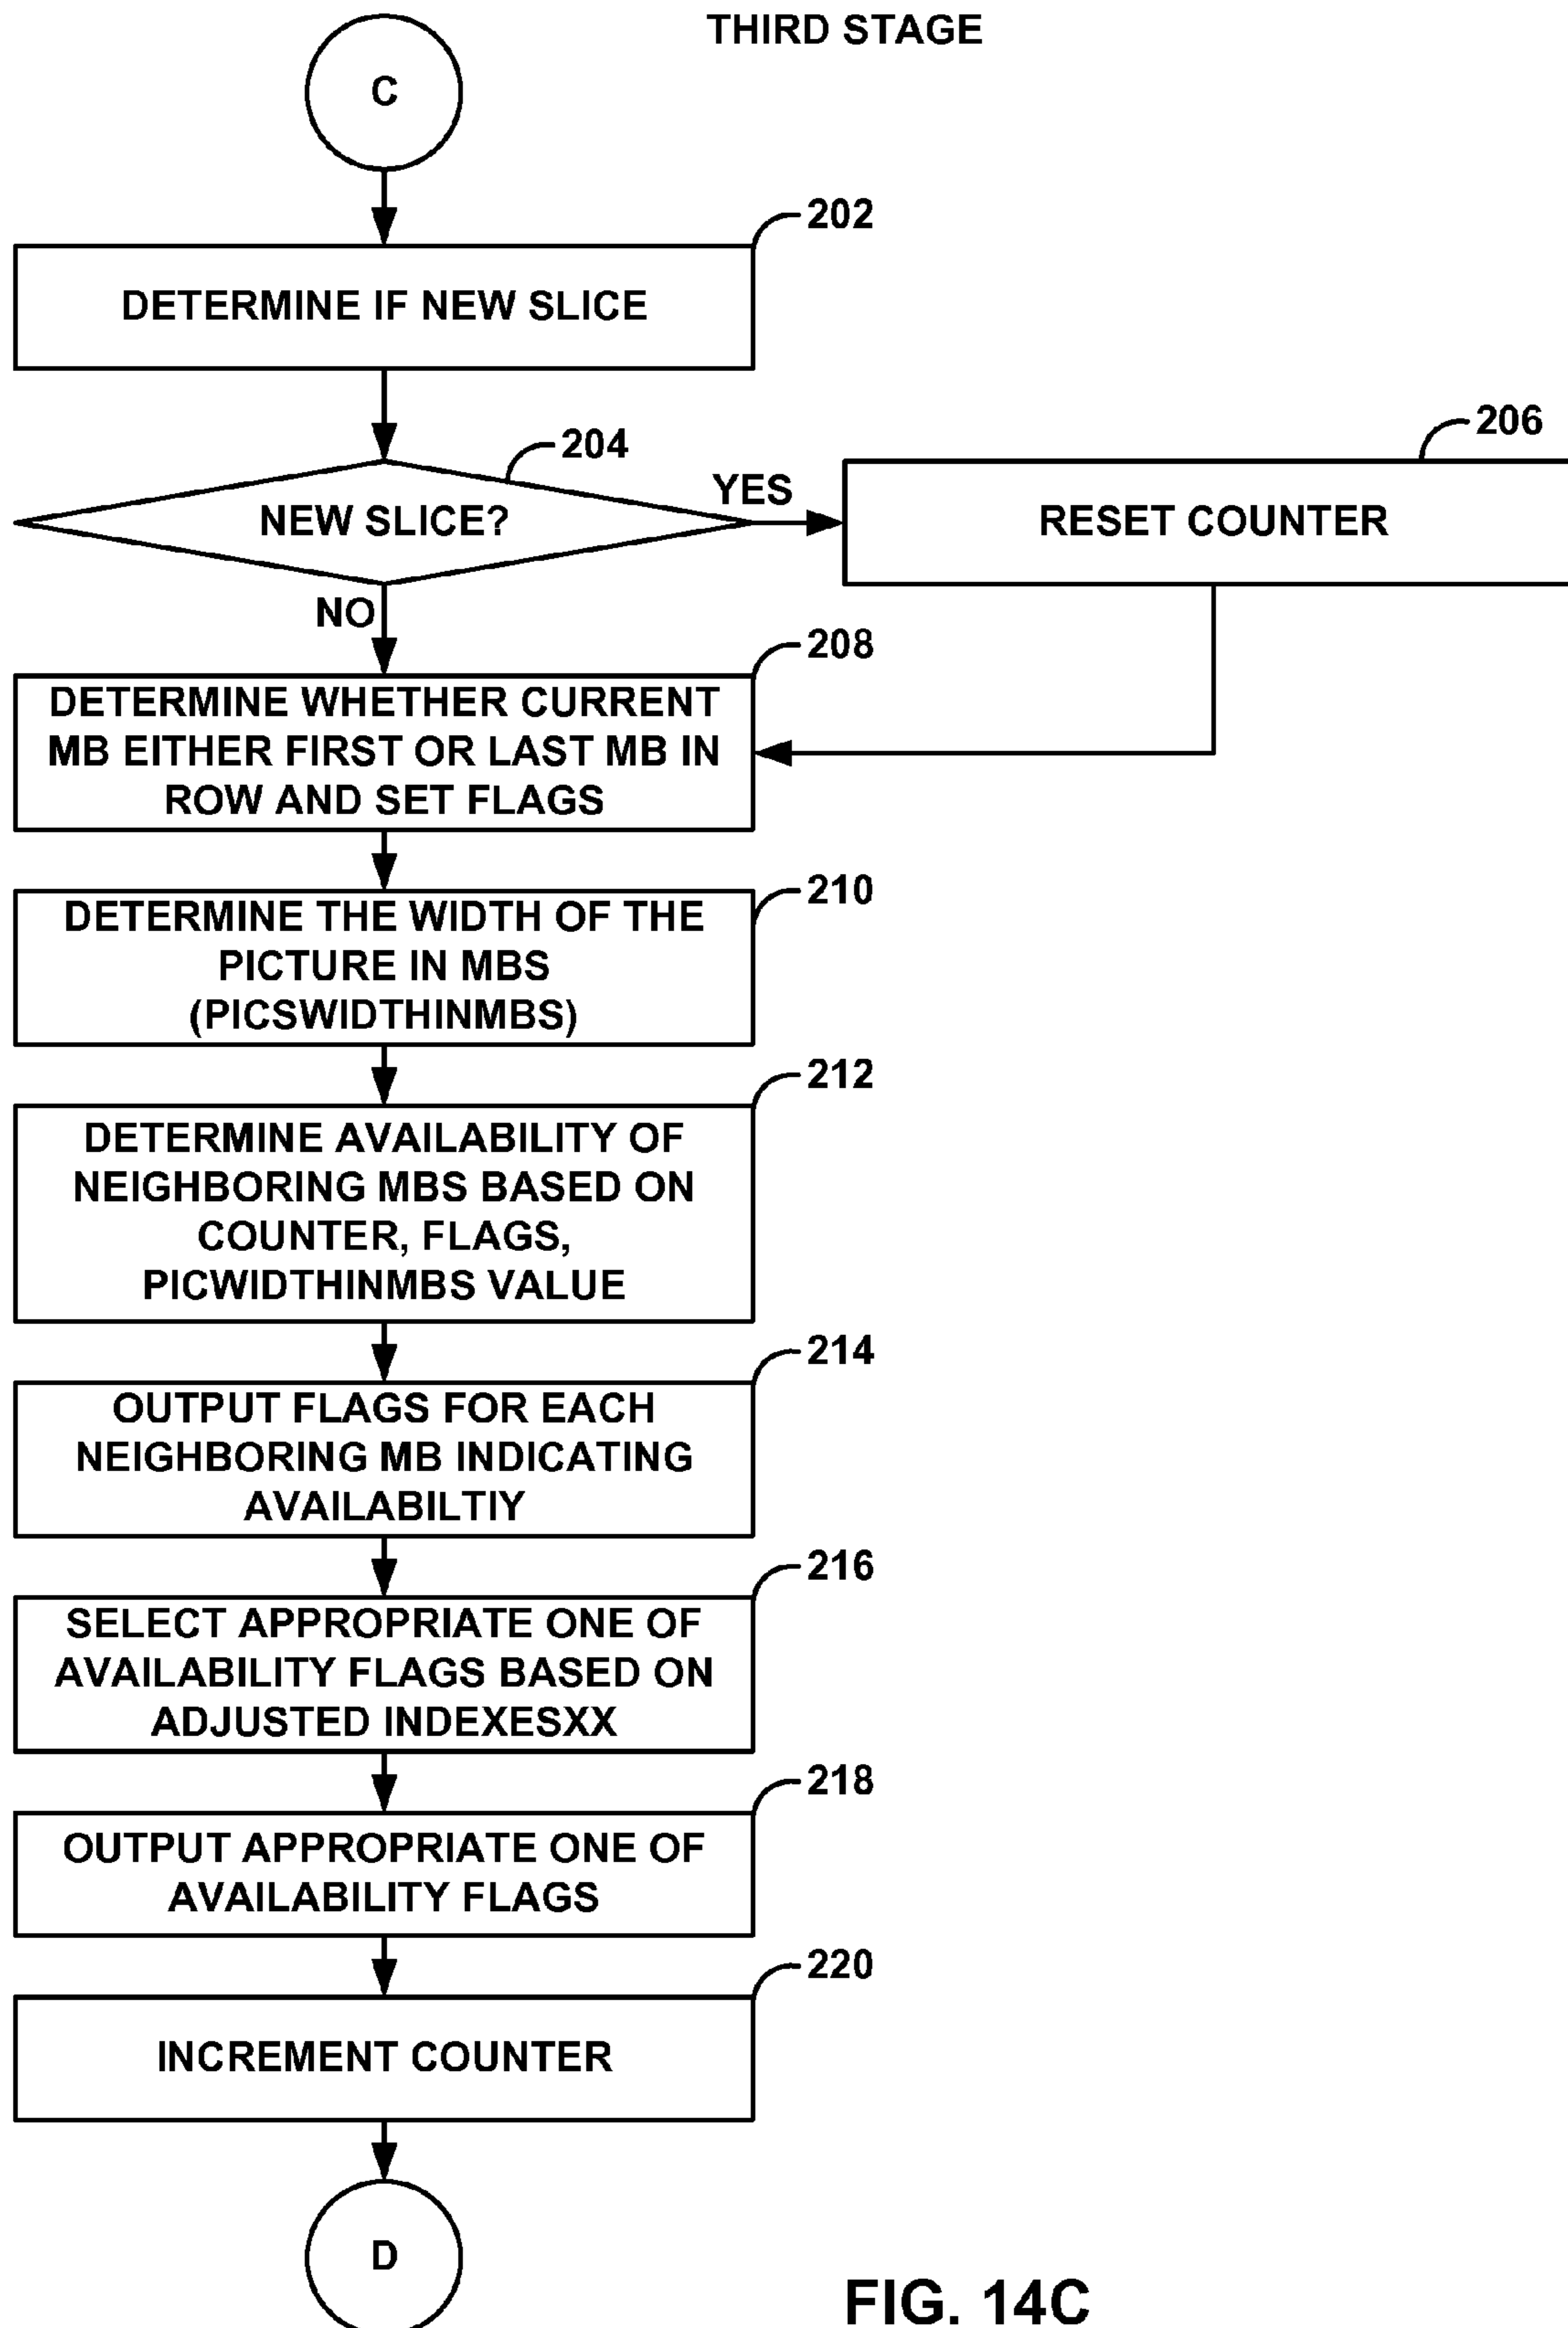 THIRD STAGE
C
202
DETERMINE IF NEW SLICE
204
NEW SLICE?
YES
206
RESET COUNTER
NO
208
DETERMINE WHETHER CURRENT
MB EITHER FIRST OR LAST MB IN
ROW AND SET FLAGS
210
DETERMINE THE WIDTH OF THE
PICTURE IN MBS
(PICSWIDTHINMBS)
212
DETERMINE AVAILABILITY OF
NEIGHBORING MBS BASED ON
COUNTER, FLAGS,
PICWIDTHINMBS VALUE
214
OUTPUT FLAGS FOR EACH
NEIGHBORING MB INDICATING
AVAILABILTIY
216
SELECT APPROPRIATE ONE OF
AVAILABILITY FLAGS BASED ON
ADJUSTED INDEXESXX
218
OUTPUT APPROPRIATE ONE OF
AVAILABILITY FLAGS
220
INCREMENT COUNTER
D
FIG. 14C